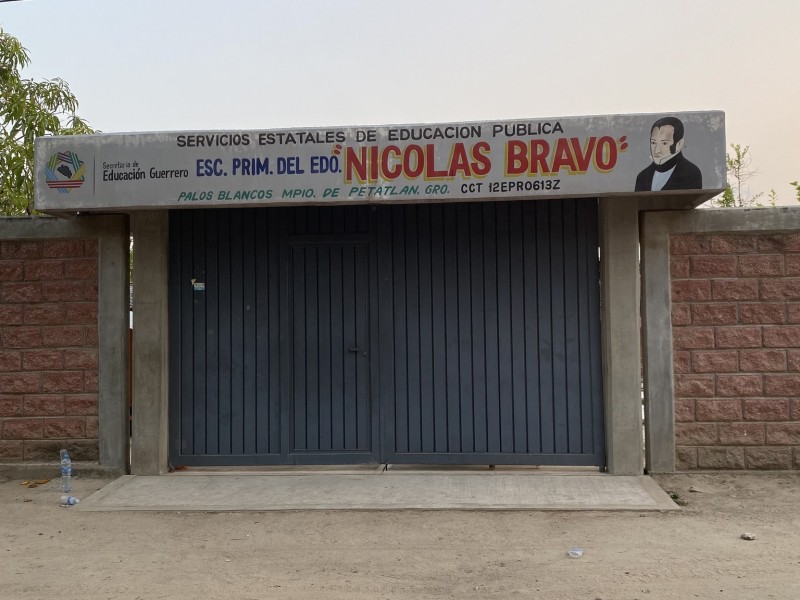 SERVICIOS ESTATALES DE EDUCACION PUBLICA
Secretaría de
Educación Guerrero
ESC. PRIM. DEL EDO. "NICOLAS BRAVO"
PALOS BLANCOS MPIO. DE PETATLAN. GRO. CCT 12EPR0613Z